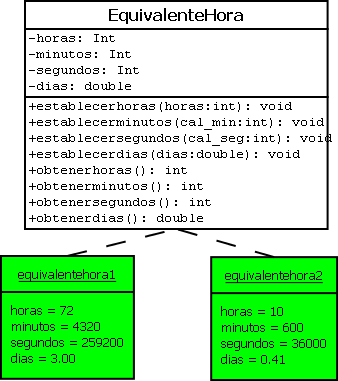 EquivalenteHora
-horas: Int
-minutos: Int
-segundos: Int
-dias: double
+establecerhoras(horas:int): void
+establecerminutos(cal_min:int): void
+establecersegundos(cal_seg:int): void
+establecerdias(dias:double): void
+obtenerhoras(): int
+obtenerminutos(): int
+obtenersegundos(): int
+obtenerdias(): double
equivalentehora1
horas = 72
minutos = 4320
segundos = 259200
dias = 3.00
equivalentehora2
horas = 10
minutos = 600
segundos = 36000
dias = 0.41